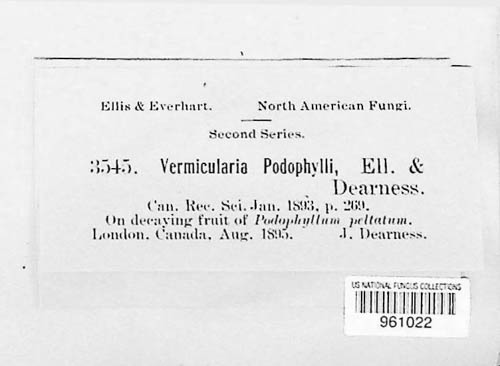 Ellis & Everhart. North American Fungi.
Second Series.
3545. Vermicularia Podophylli, Ell. &
Dearness.
Can. Rec. Sci. Jan. 1893, p. 269.
On decaying fruit of Podophyllum peltatum.
London, Canada, Aug. 1895. J. Dearness.
US NATIONAL FUNGUS COLLECTIONS
961022